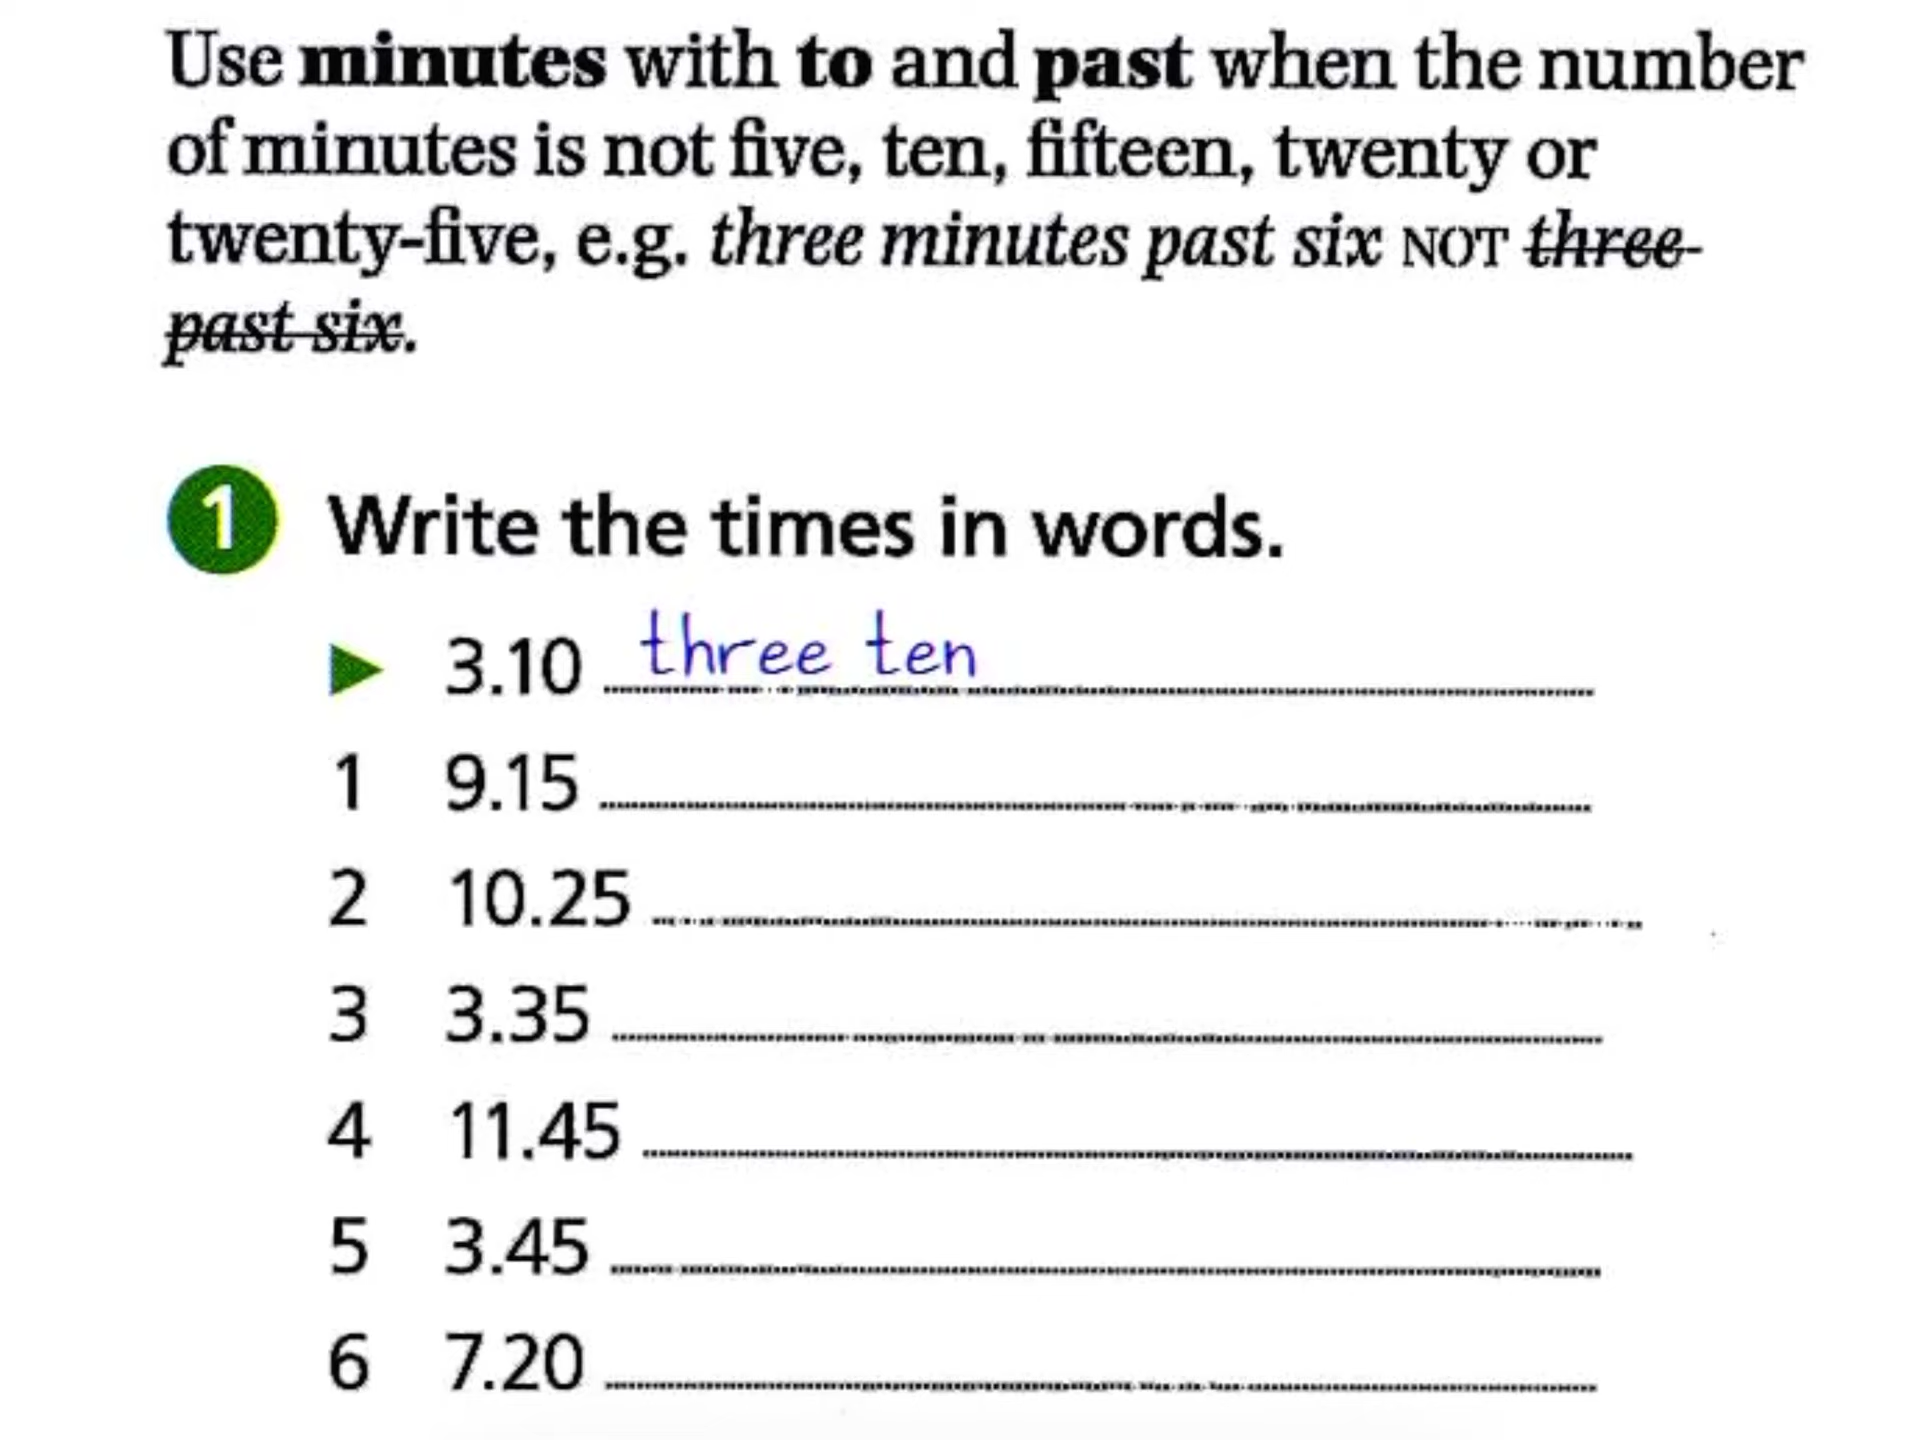 Use minutes with to and past when the number
of minutes is not five, ten, fifteen, twenty or
twenty-five, e.g. three minutes past six NOT three
past six.
1 Write the times in words.
▶ 3.10 three ten
1 9.15
2 10.25
3 3.35
4 11.45
5 3.45
6 7.20